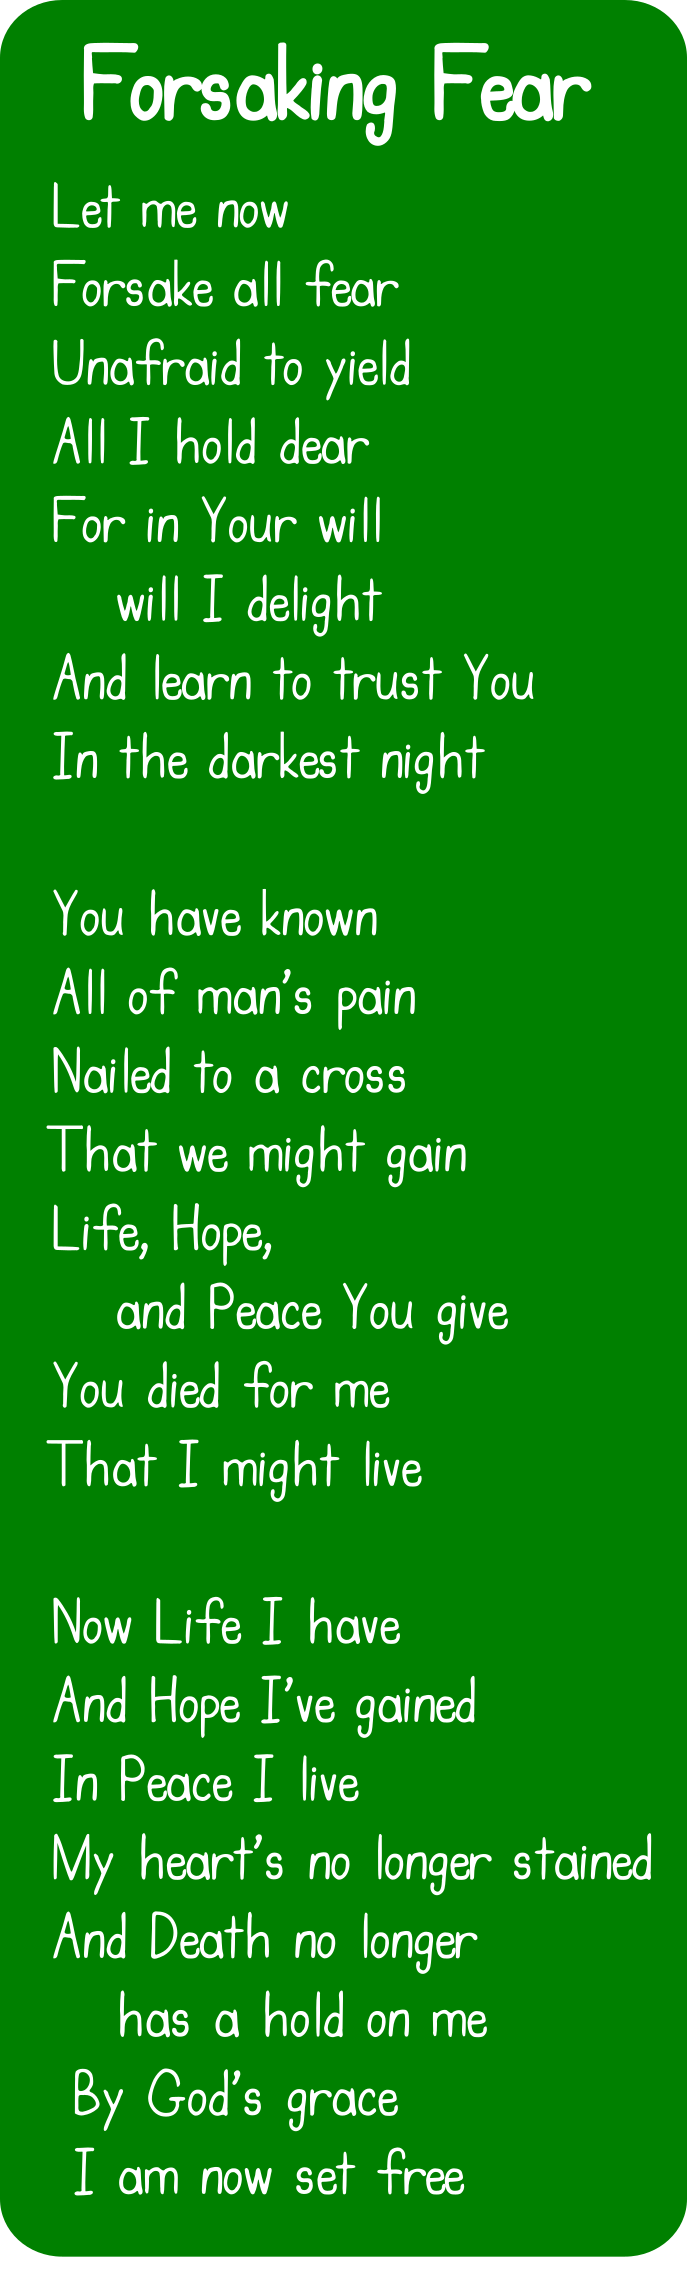 Forsaking Fear
Let me now
Forsake all fear
Unafraid to yield
All I hold dear
For in Your will
will I delight
And learn to trust You
In the darkest night
You have known
All of man's pain
Nailed to a cross
That we might gain
Life, Hope,
and Peace You give
You died for me
That I might live
Now Life I have
And Hope I've gained
In Peace I live
My heart's no longer stained
And Death no longer
has a hold on me
By God's grace
I am now set free